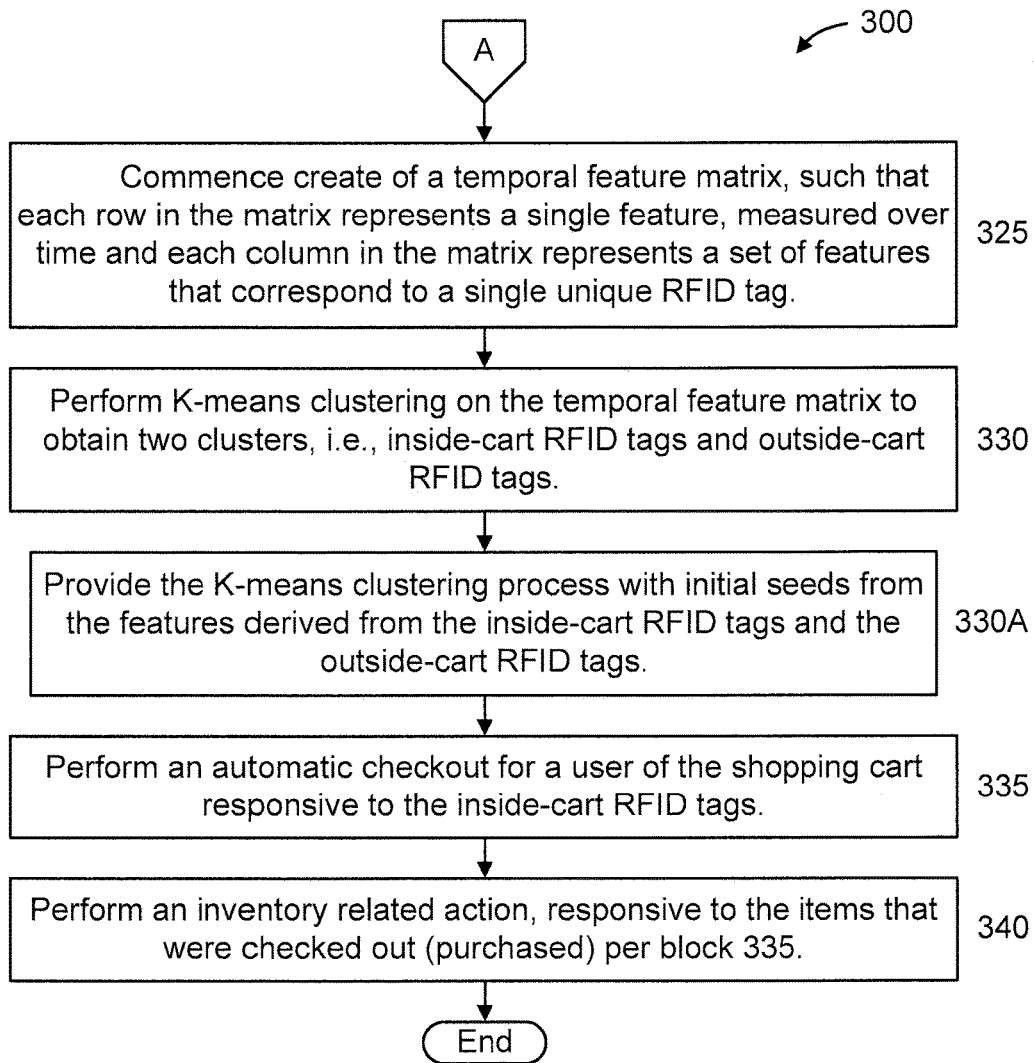 300
A
Commence create of a temporal feature matrix, such that
each row in the matrix represents a single feature, measured over
time and each column in the matrix represents a set of features
that correspond to a single unique RFID tag.
325
Perform K-means clustering on the temporal feature matrix to
obtain two clusters, i.e., inside-cart RFID tags and outside-cart
RFID tags.
330
Provide the K-means clustering process with initial seeds from
the features derived from the inside-cart RFID tags and the
outside-cart RFID tags.
330A
Perform an automatic checkout for a user of the shopping cart
responsive to the inside-cart RFID tags.
335
Perform an inventory related action, responsive to the items that
were checked out (purchased) per block 335.
340
End